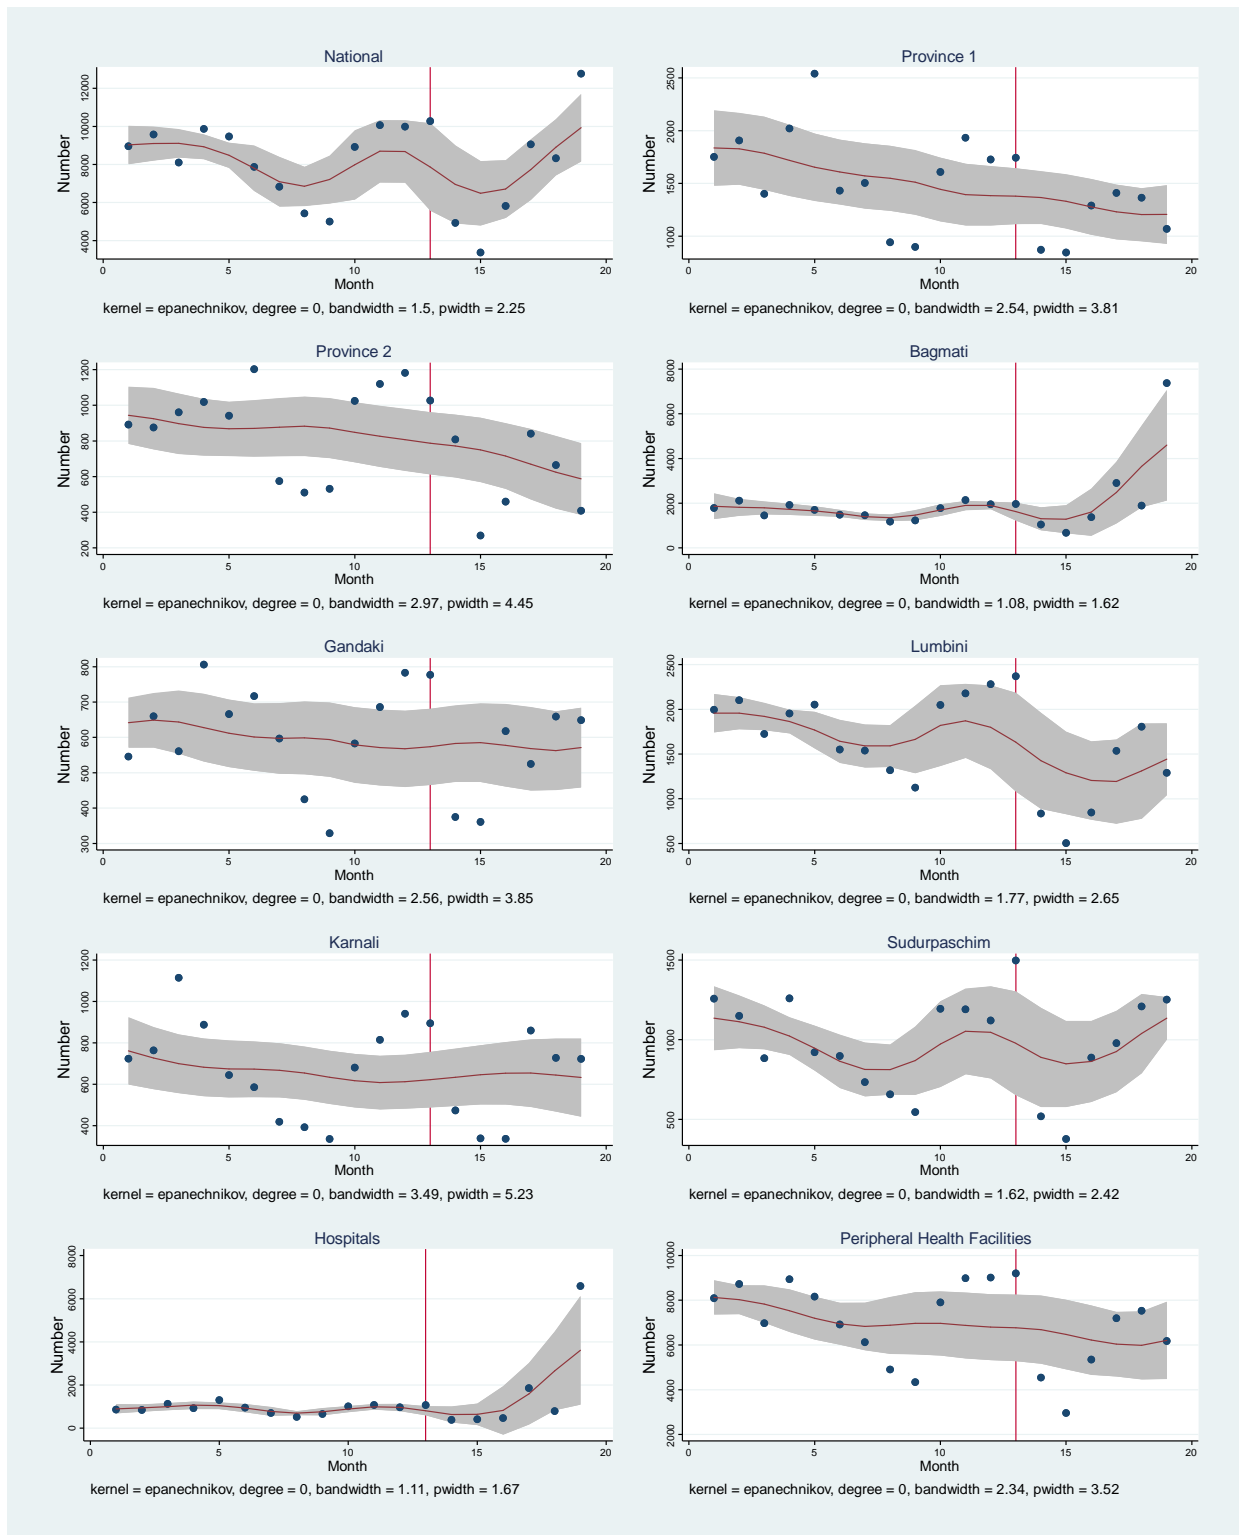 National
Number
4000 6000 8000 10000 12000
0 5 10 15 20
Month
kernel = epanechnikov, degree = 0, bandwidth = 1.5, pwidth = 2.25
Province 1
Number
1000 1500 2000 2500
0 5 10 15 20
Month
kernel = epanechnikov, degree = 0, bandwidth = 2.54, pwidth = 3.81
Province 2
Number
200 400 600 800 1000 1200
0 5 10 15 20
Month
kernel = epanechnikov, degree = 0, bandwidth = 2.97, pwidth = 4.45
Bagmati
Number
0 2000 4000 6000 8000
0 5 10 15 20
Month
kernel = epanechnikov, degree = 0, bandwidth = 1.08, pwidth = 1.62
Gandaki
Number
300 400 500 600 700 800
0 5 10 15 20
Month
kernel = epanechnikov, degree = 0, bandwidth = 2.56, pwidth = 3.85
Lumbini
Number
500 1000 1500 2000 2500
0 5 10 15 20
Month
kernel = epanechnikov, degree = 0, bandwidth = 1.77, pwidth = 2.65
Karnali
Number
400 600 800 1000 1200
0 5 10 15 20
Month
kernel = epanechnikov, degree = 0, bandwidth = 3.49, pwidth = 5.23
Sudurpaschim
Number
500 1000 1500
0 5 10 15 20
Month
kernel = epanechnikov, degree = 0, bandwidth = 1.62, pwidth = 2.42
Hospitals
Number
0 2000 4000 6000 8000
0 5 10 15 20
Month
kernel = epanechnikov, degree = 0, bandwidth = 1.11, pwidth = 1.67
Peripheral Health Facilities
Number
2000 4000 6000 8000 10000
0 5 10 15 20
Month
kernel = epanechnikov, degree = 0, bandwidth = 2.34, pwidth = 3.52